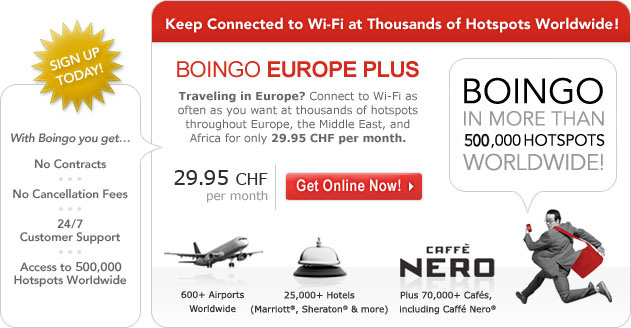 Keep Connected to Wi-Fi at Thousands of Hotspots Worldwide!
SIGN UP
TODAY!
With Boingo you get...
No Contracts
No Cancellation Fees
24/7
Customer Support
Access to 500,000
Hotspots Worldwide
BOINGO EUROPE PLUS
Traveling in Europe? Connect to Wi-Fi as
often as you want at thousands of hotspots
throughout Europe, the Middle East, and
Africa for only 29.95 CHF per month.
29.95 CHF
per month
Get Online Now!
BOINGO
IN MORE THAN
500,000 HOTSPOTS
WORLDWIDE!
600+ Airports
Worldwide
25,000+ Hotels
(Marriott®, Sheraton® & more)
CAFFÈ
NERO
Plus 70,000+ Cafés,
including Caffé Nero®